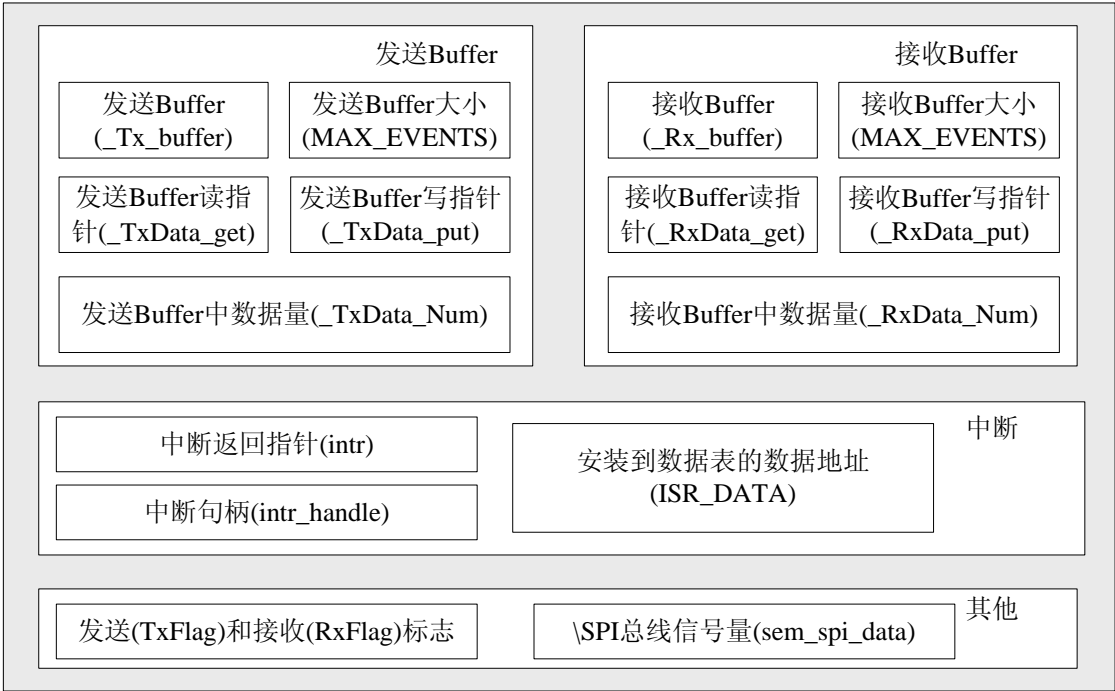 发送Buffer
发送Buffer
(_Tx_buffer)
发送Buffer大小
(MAX_EVENTS)
发送Buffer读指
针(_TxData_get)
发送Buffer写指针
(_TxData_put)
发送Buffer中数据量(_TxData_Num)
接收Buffer
接收Buffer
(_Rx_buffer)
接收Buffer大小
(MAX_EVENTS)
接收Buffer读指
针(_RxData_get)
接收Buffer写指针
(_RxData_put)
接收Buffer中数据量(_RxData_Num)
中断
中断返回指针(intr)
中断句柄(intr_handle)
安装到数据表的数据地址
(ISR_DATA)
其他
发送(TxFlag)和接收(RxFlag)标志
\SPI总线信号量(sem_spi_data)